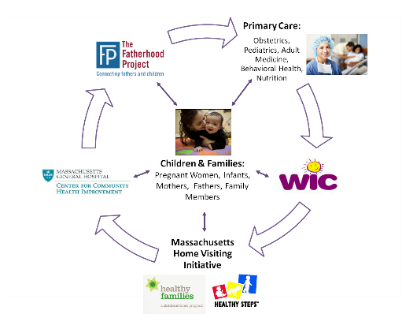 Primary Care:
Obstetrics,
Pediatrics, Adult
Medicine,
Behavioral Health,
Nutrition
FP
The
Fatherhood
Project
Connecting fathers and children
Children & Families:
Pregnant Women, Infants,
Mothers, Fathers, Family
Members
MASSACHUSETTS
GENERAL HOSPITAL
CENTER FOR COMMUNITY
HEALTH IMPROVEMENT
WIC
Massachusetts
Home Visiting
Initiative
healthy
families
HEALTHY STEPS